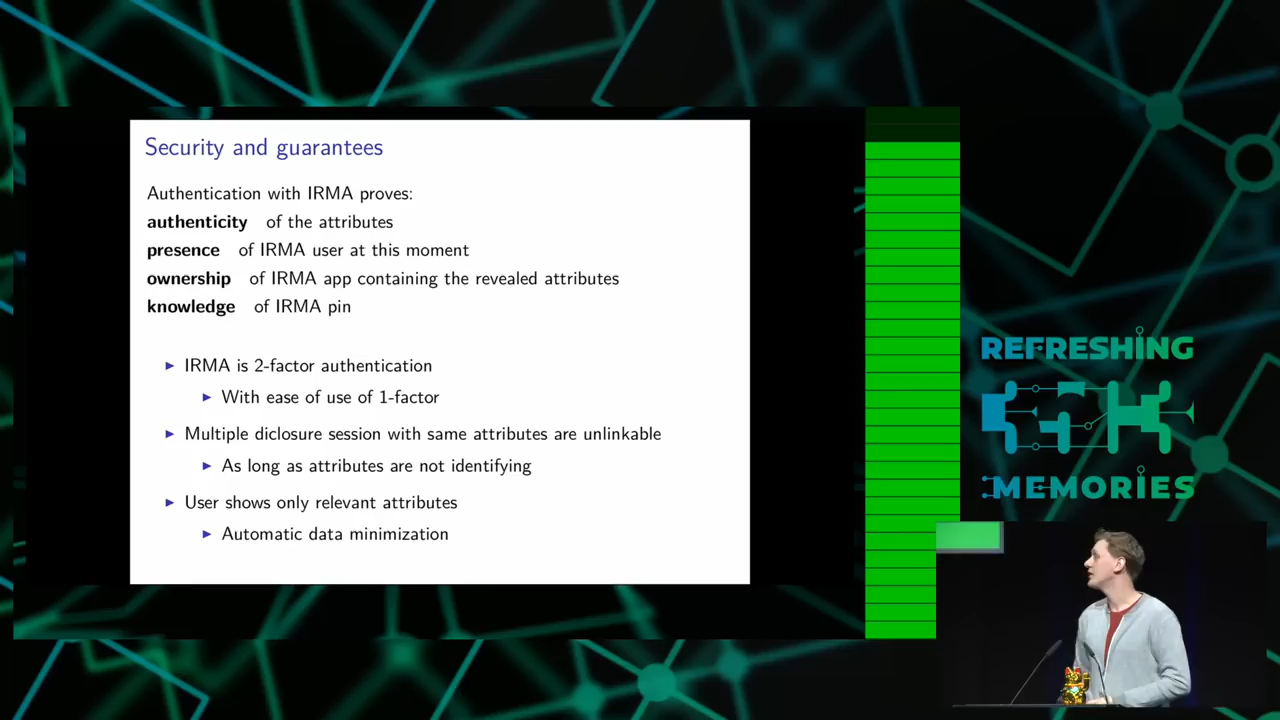 Security and guarantees
Authentication with IRMA proves:
authenticity of the attributes
presence of IRMA user at this moment
ownership of IRMA app containing the revealed attributes
knowledge of IRMA pin
IRMA is 2-factor authentication
With ease of use of 1-factor
Multiple diclosure session with same attributes are unlinkable
As long as attributes are not identifying
User shows only relevant attributes
Automatic data minimization
REFRESHING
MEMORIES